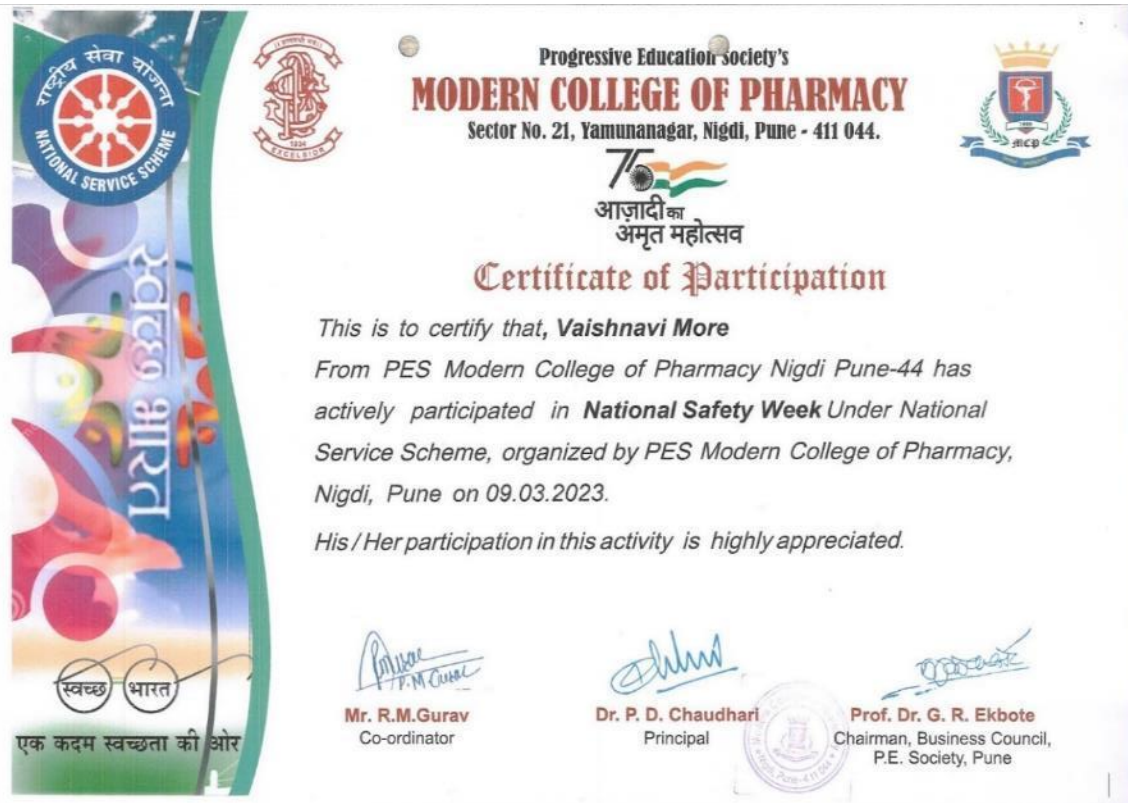 राष्ट्रीय सेवा योजना
NATIONAL SERVICE SCHEME
1934
EXCELSIOR
Progressive Education Society's
MODERN COLLEGE OF PHARMACY
Sector No. 21, Yamunanagar, Nigdi, Pune - 411 044.
MCP
75
आज़ादी का
अमृत महोत्सव
Certificate of Participation
This is to certify that, Vaishnavi More
From PES Modern College of Pharmacy Nigdi Pune-44 has
actively participated in National Safety Week Under National
Service Scheme, organized by PES Modern College of Pharmacy,
Nigdi, Pune on 09.03.2023.
His / Her participation in this activity is highly appreciated.
स्वच्छ भारत
स्वच्छ भारत
एक कदम स्वच्छता की ओर
Mr. R.M.Gurav
Co-ordinator
Dr. P. D. Chaudhari
Principal
Prof. Dr. G. R. Ekbote
Chairman, Business Council,
P.E. Society, Pune